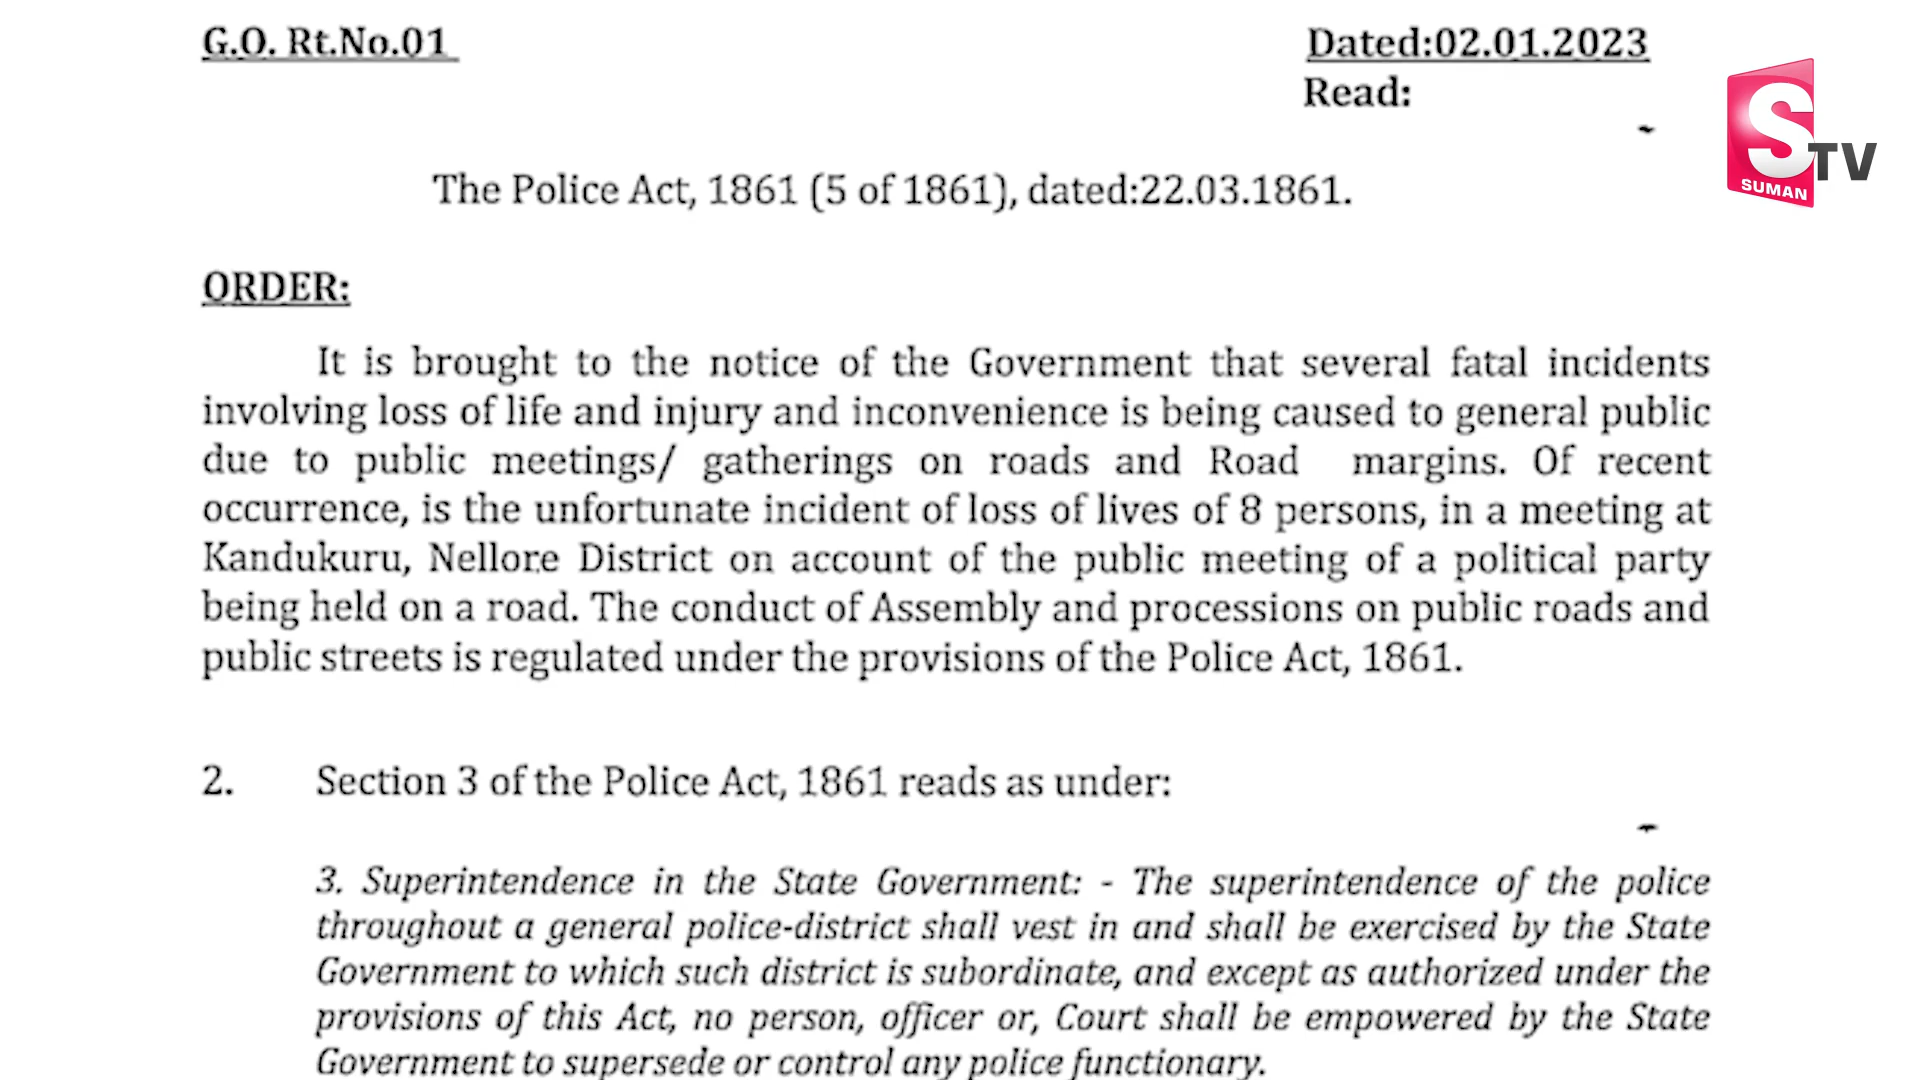 G.O. Rt.No.01
Dated:02.01.2023
Read:
S TV
SUMAN
The Police Act, 1861 (5 of 1861), dated:22.03.1861.
ORDER:
It is brought to the notice of the Government that several fatal incidents
involving loss of life and injury and inconvenience is being caused to general public
due to public meetings/ gatherings on roads and Road margins. Of recent
occurrence, is the unfortunate incident of loss of lives of 8 persons, in a meeting at
Kandukuru, Nellore District on account of the public meeting of a political party
being held on a road. The conduct of Assembly and processions on public roads and
public streets is regulated under the provisions of the Police Act, 1861.
2. Section 3 of the Police Act, 1861 reads as under:
3. Superintendence in the State Government: - The superintendence of the police
throughout a general police-district shall vest in and shall be exercised by the State
Government to which such district is subordinate, and except as authorized under the
provisions of this Act, no person, officer or, Court shall be empowered by the State
Government to supersede or control any police functionary.